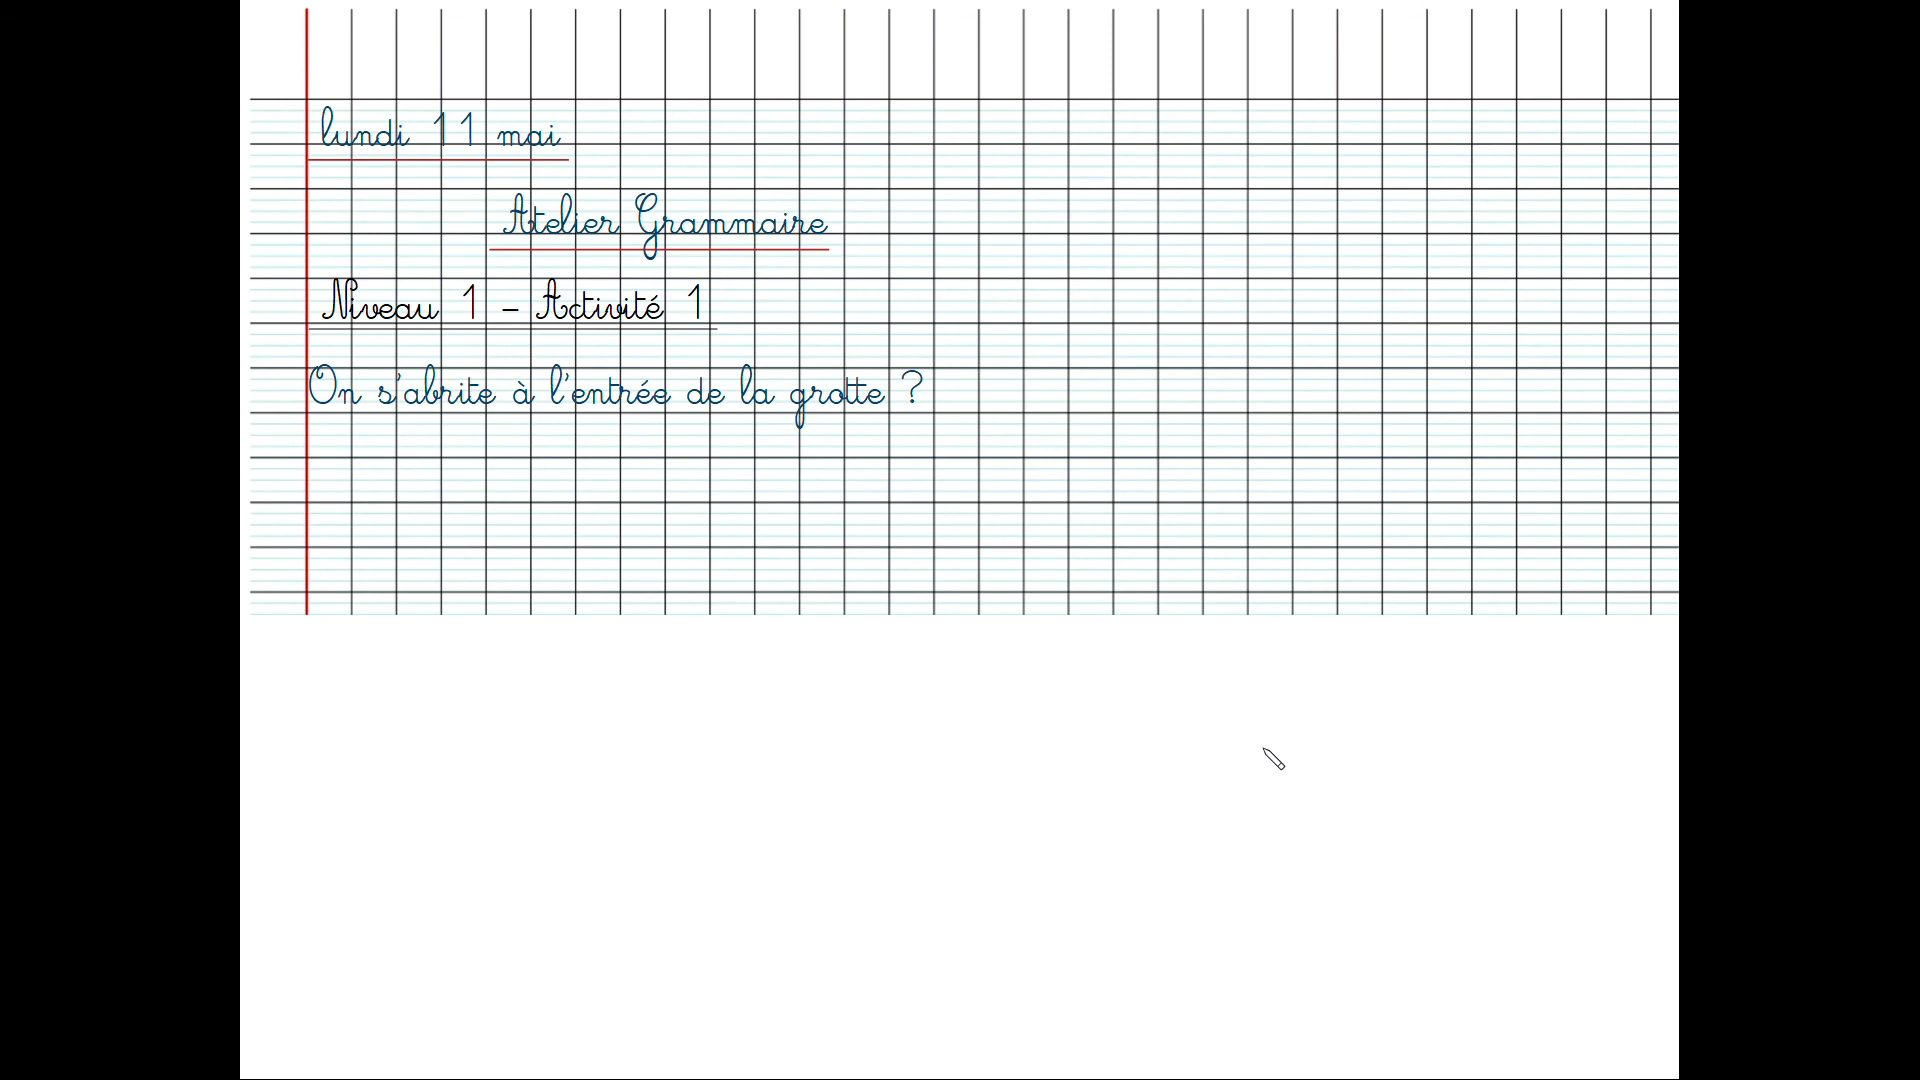 lundi 11 mai
Atelier Grammaire
Niveau 1 – Activité 1
On s'abrite à l'entrée de la grotte ?